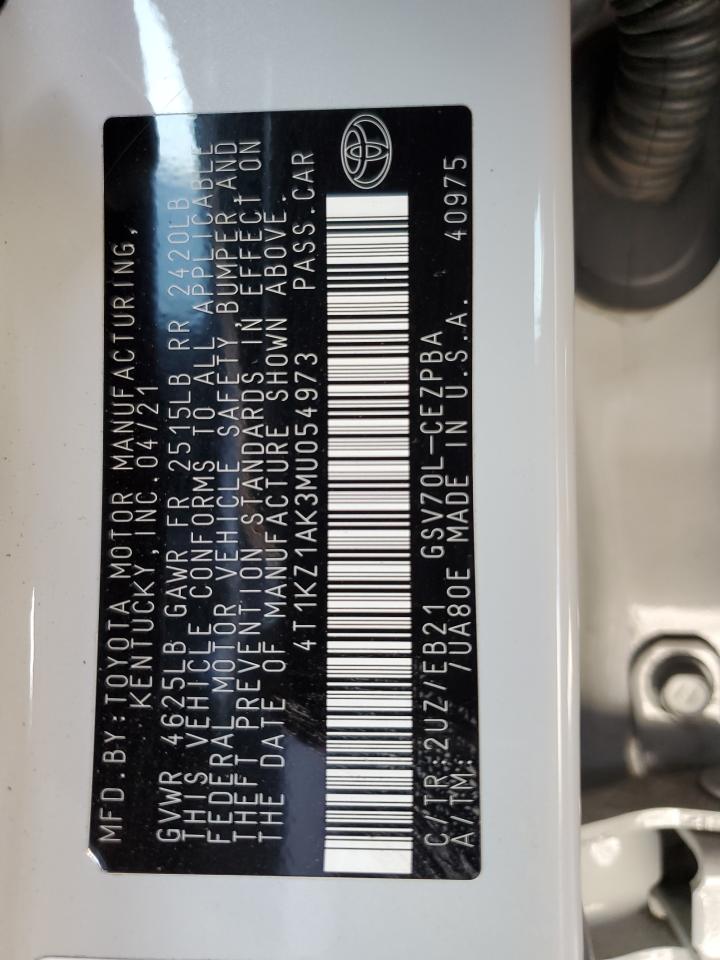 MFD.BY:TOYOTA MOTOR MANUFACTURING,
KENTUCKY,INC.04/21
GVWR 4625LB GAWR FR 2515LB RR 2420LB
THIS VEHICLE CONFORMS TO ALL APPLICABLE
FEDERAL MOTOR VEHICLE SAFETY,BUMPER,AND
THEFT PREVENTION STANDARDS IN EFFECT ON
THE DATE OF MANUFACTURE SHOWN ABOVE.
4T1KZ1AK3MU054973 PASS.CAR
C/TR:2UZ/EB21 GSV70L-CEZPBA
A/TM: /UA80E MADE IN U.S.A. 40975